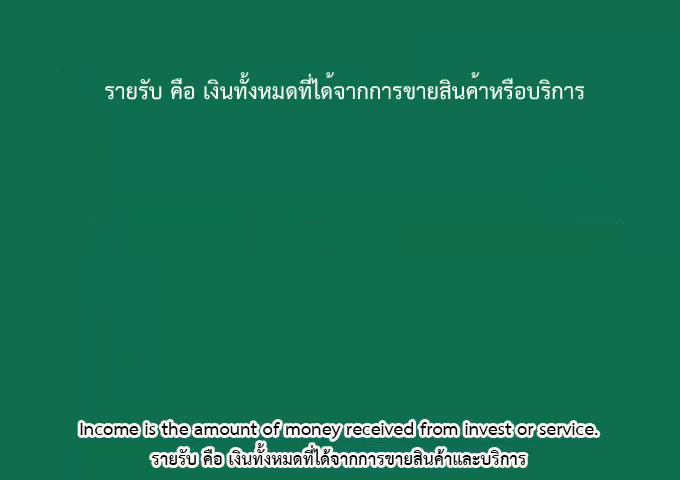 รายรับ คือ เงินทั้งหมดที่ได้จากการขายสินค้าหรือบริการ
Income is the amount of money received from invest or service.
รายรับ คือ เงินทั้งหมดที่ได้จากการขายสินค้าและบริการ